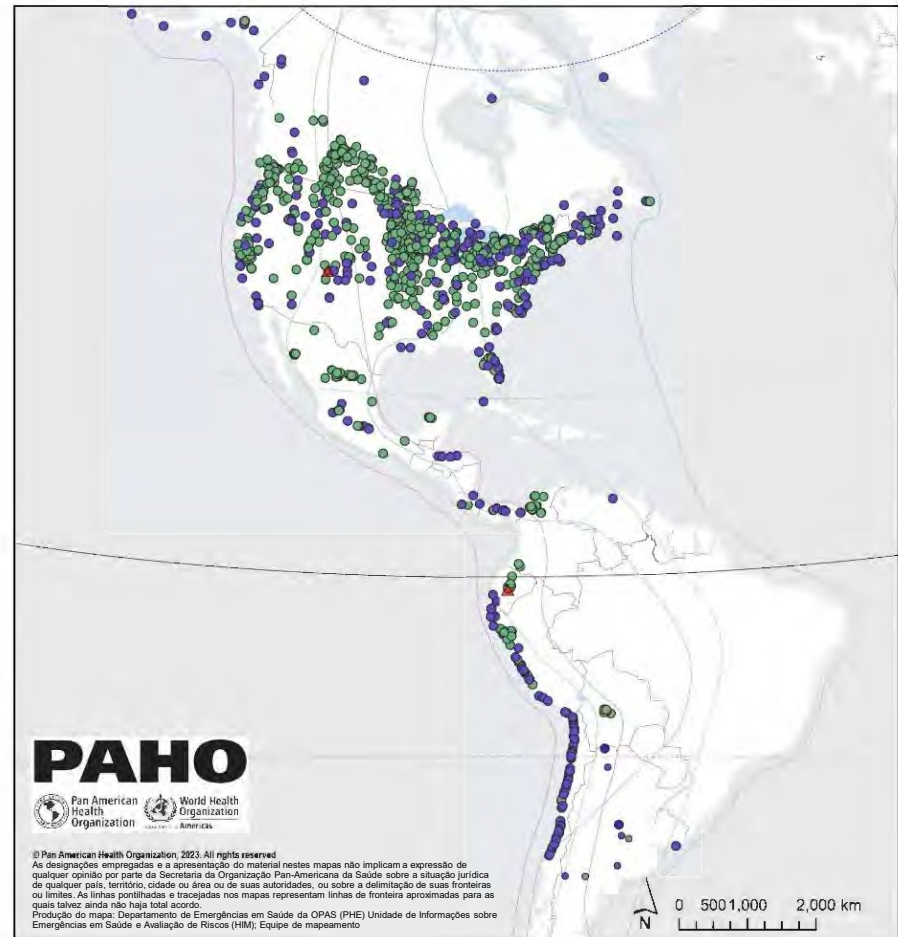 PAHO
Pan American
Health
Organization
World Health
Organization
Americas
© Pan American Health Organization, 2023. All rights reserved
As designações empregadas e a apresentação do material nestes mapas não implicam a expressão de
qualquer opinião por parte da Secretaria da Organização Pan-Americana da Saúde sobre a situação jurídica
de qualquer país, território, cidade ou área ou de suas autoridades, ou sobre a delimitação de suas fronteiras
ou limites. As linhas pontilhadas e tracejadas nos mapas representam linhas de fronteira aproximadas para as
quais talvez ainda não haja total acordo.
Produção do mapa: Departamento de Emergências em Saúde da OPAS (PHE) Unidade de Informações sobre
Emergências em Saúde e Avaliação de Riscos (HIM); Equipe de mapeamento
N
0 5001,000 2,000 km